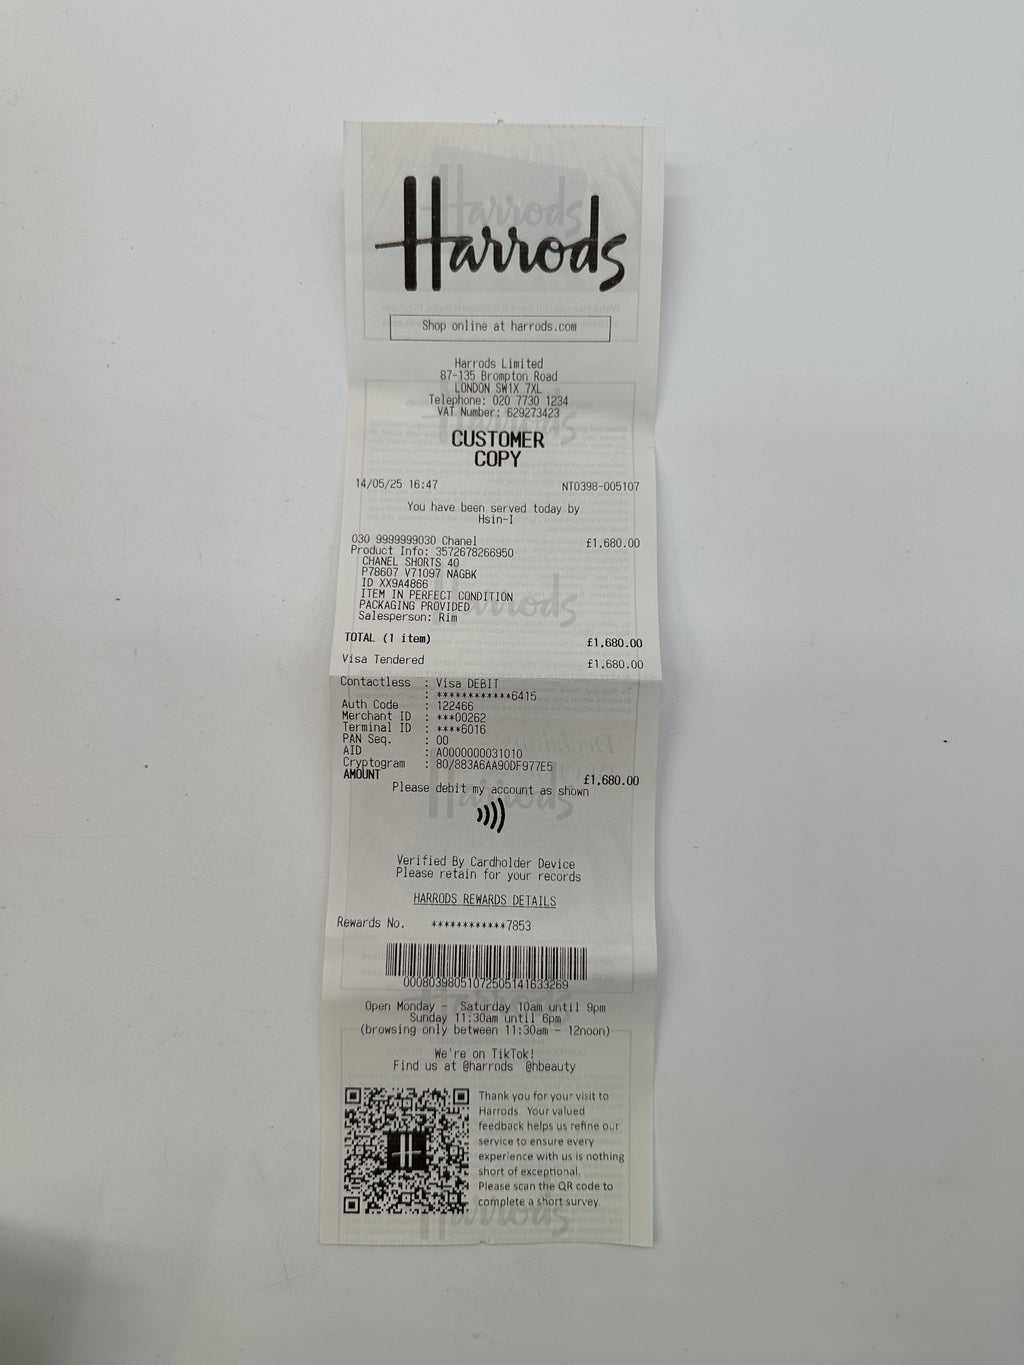 Harrods
Shop online at harrods.com
Harrods Limited
87-135 Brompton Road
LONDON SW1X 7XL
Telephone: 020 7730 1234
VAT Number: 629273423
CUSTOMER
COPY
14/05/25 16:47 NT0398-005107
You have been served today by
Hsin-I
030 9999999030 Chanel £1,680.00
Product Info: 3572678266950
CHANEL SHORTS 40
P78607 V71097 NAGBK
ID XX9A4866
ITEM IN PERFECT CONDITION
PACKAGING PROVIDED
Salesperson: Rim
TOTAL (1 item) £1,680.00
Visa Tendered £1,680.00
Contactless : Visa DEBIT
: ************6415
Auth Code : 122466
Merchant ID : ***00262
Terminal ID : ****6016
PAN Seq. : 00
AID : A0000000031010
Cryptogram : 80/883A6AA90DF977E5
AMOUNT £1,680.00
Please debit my account as shown
Verified By Cardholder Device
Please retain for your records
HARRODS REWARDS DETAILS
Rewards No. ************7853
00080398051072505141633269
Open Monday - Saturday 10am until 9pm
Sunday 11:30am until 6pm
(browsing only between 11:30am - 12noon)
We're on TikTok!
Find us at @harrods @hbeauty
Thank you for your visit to
Harrods. Your valued
feedback helps us refine our
service to ensure every
experience with us is nothing
short of exceptional.
Please scan the QR code to
complete a short survey.